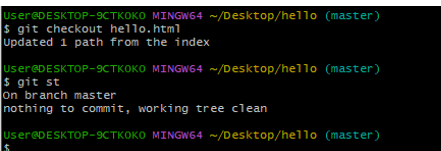 User@DESKTOP-9CTKOKO MINGW64 ~/Desktop/hello (master)
$ git checkout hello.html
Updated 1 path from the index
User@DESKTOP-9CTKOKO MINGW64 ~/Desktop/hello (master)
$ git st
On branch master
nothing to commit, working tree clean
User@DESKTOP-9CTKOKO MINGW64 ~/Desktop/hello (master)
$